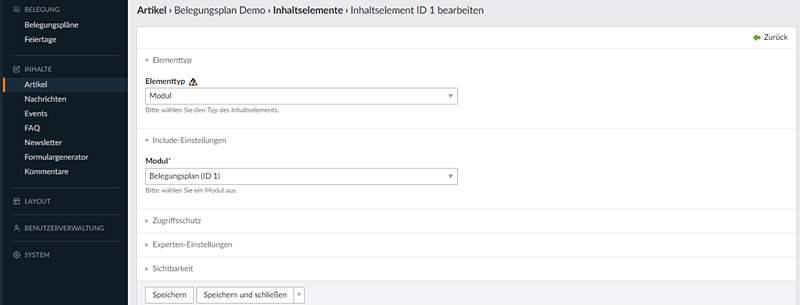 BELEGUNG
Belegungspläne
Feiertage
INHALTE
Artikel
Nachrichten
Events
FAQ
Newsletter
Formulargenerator
Kommentare
LAYOUT
BENUTZERVERWALTUNG
SYSTEM
Artikel › Belegungsplan Demo › Inhaltselemente › Inhaltselement ID 1 bearbeiten
Zurück
Elementtyp
Elementtyp
Modul
Bitte wählen Sie den Typ des Inhaltselements.
Include-Einstellungen
Modul*
Belegungsplan (ID 1)
Bitte wählen Sie ein Modul aus.
Zugriffsschutz
Experten-Einstellungen
Sichtbarkeit
Speichern Speichern und schließen